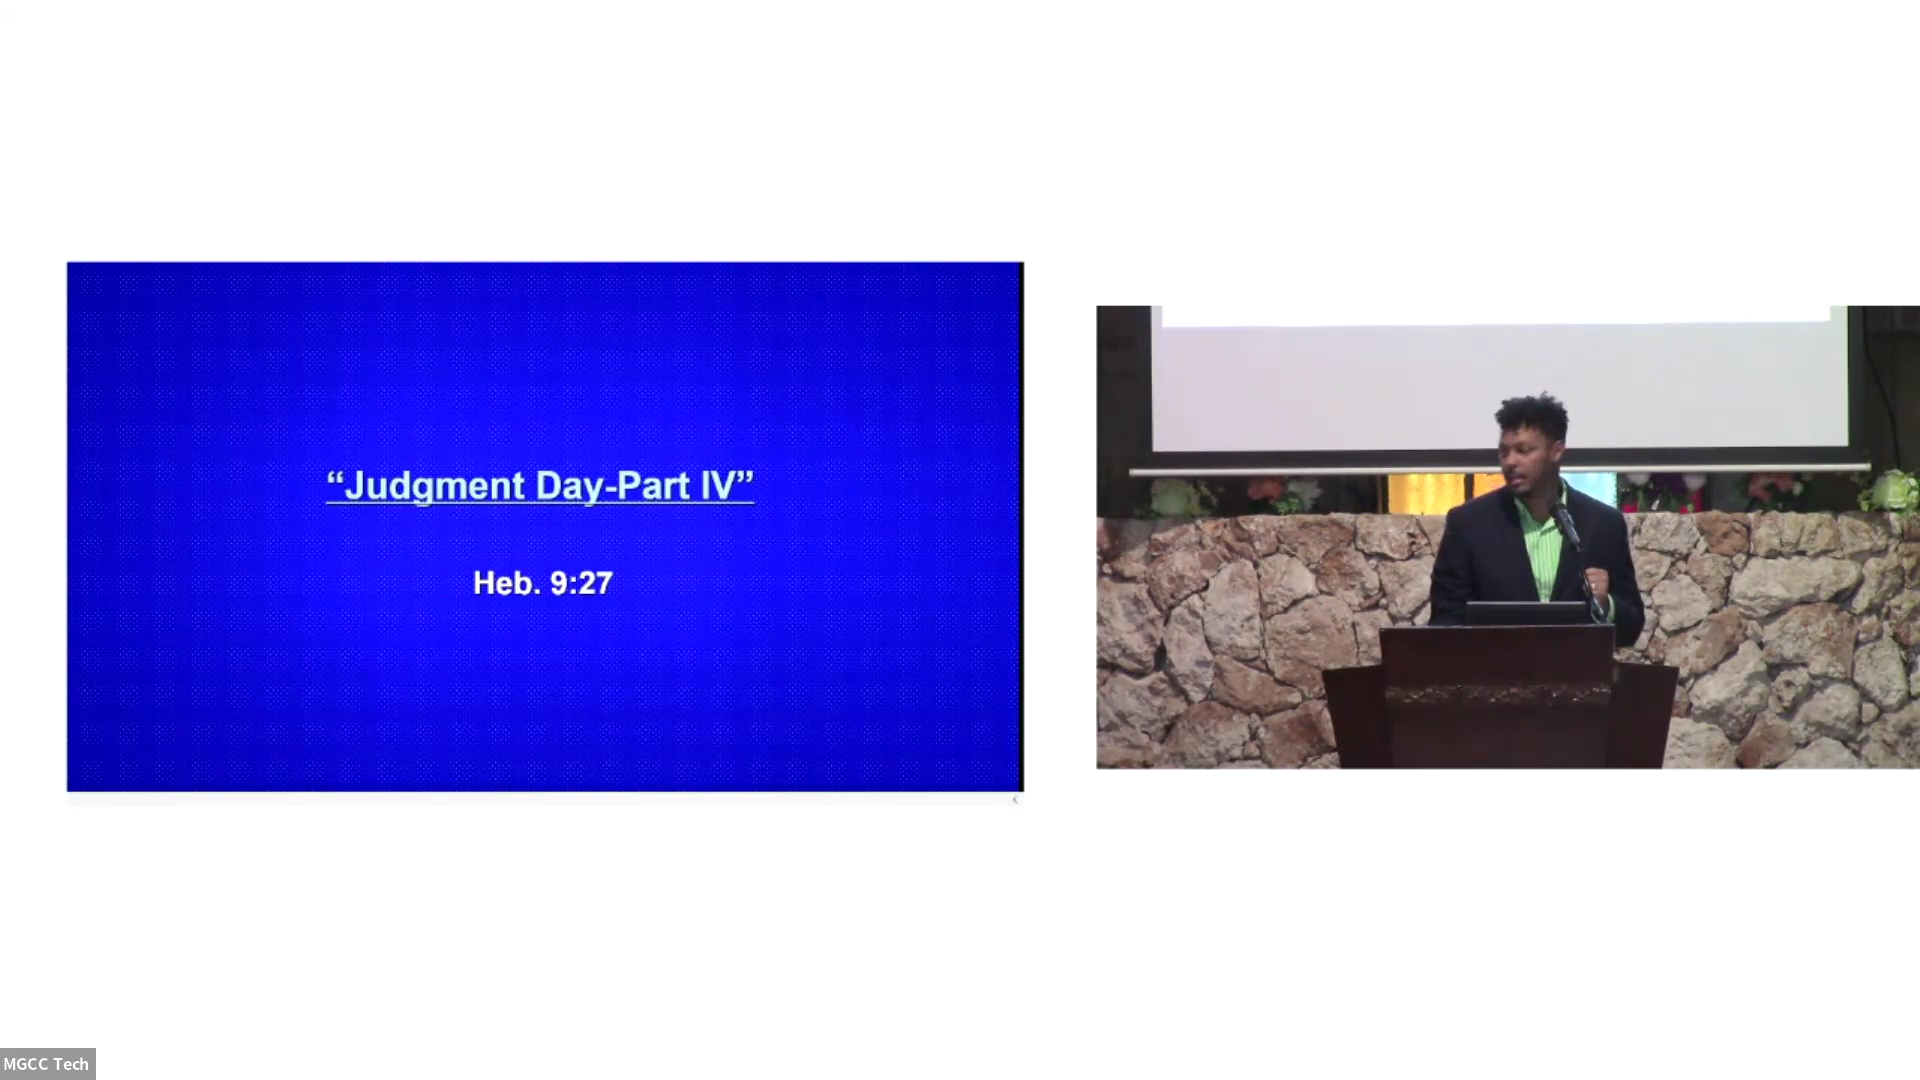 “Judgment Day-Part IV”
Heb. 9:27
MGCC Tech